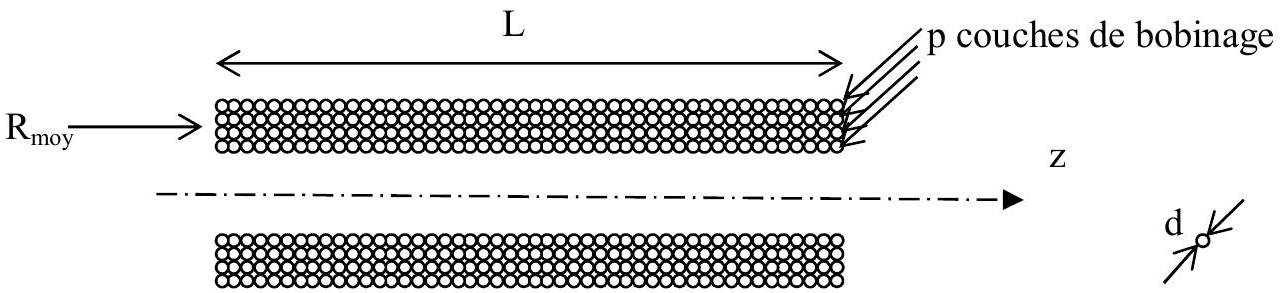 L
p couches de bobinage
R_moy
z
d